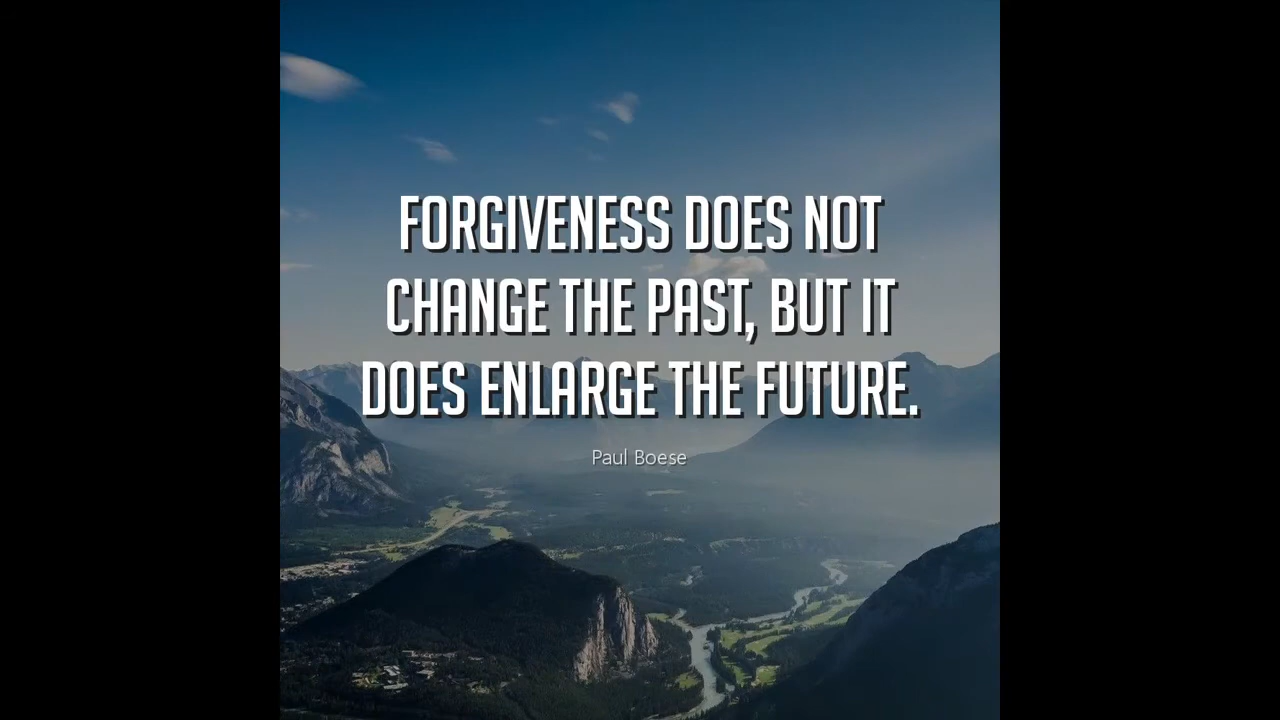 FORGIVENESS DOES NOT
CHANGE THE PAST, BUT IT
DOES ENLARGE THE FUTURE.
Paul Boese